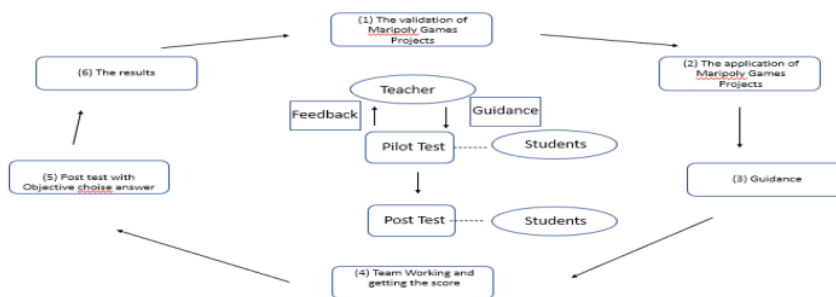 (1) The validation of
Maripoly Games
Projects
(2) The application of
Maripoly Games
Projects
(3) Guidance
(4) Team Working and
getting the score
(5) Post test with
Objective choise answer
(6) The results
Teacher
Feedback
Guidance
Pilot Test
Students
Post Test
Students